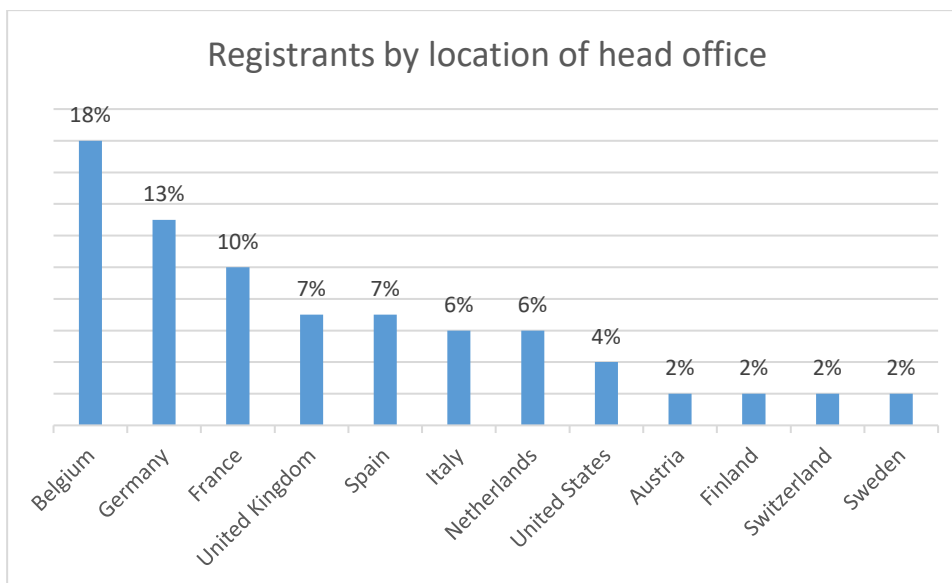 Registrants by location of head office
18%
13%
10%
7%
7%
6%
6%
4%
2%
2%
2%
2%
Belgium
Germany
France
United Kingdom
Spain
Italy
Netherlands
United States
Austria
Finland
Switzerland
Sweden